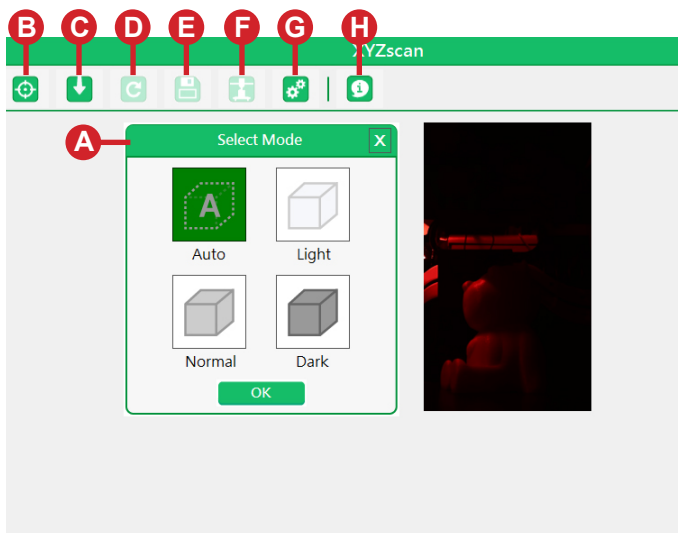 B C D E F G H
XYZscan
A
Select Mode X
A
Auto Light
Normal Dark
OK